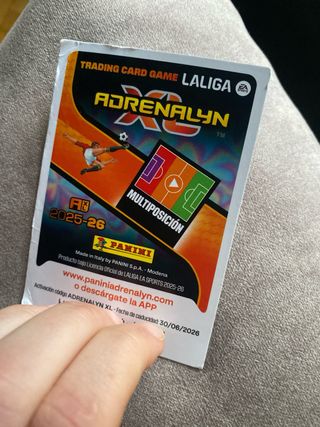 TRADING CARD GAME LALIGA EA
ADRENALYN
XL TM
MULTIPOSICIÓN
2025-26
PANINI
Made in Italy by PANINI S.p.A. - Modena
Producto bajo Licencia Oficial de LALIGA EA SPORTS 2025-26
www.paniniadrenalyn.com
o descárgate la APP
Activación código ADRENALYN XL - Fecha de caducidad 30/06/2026